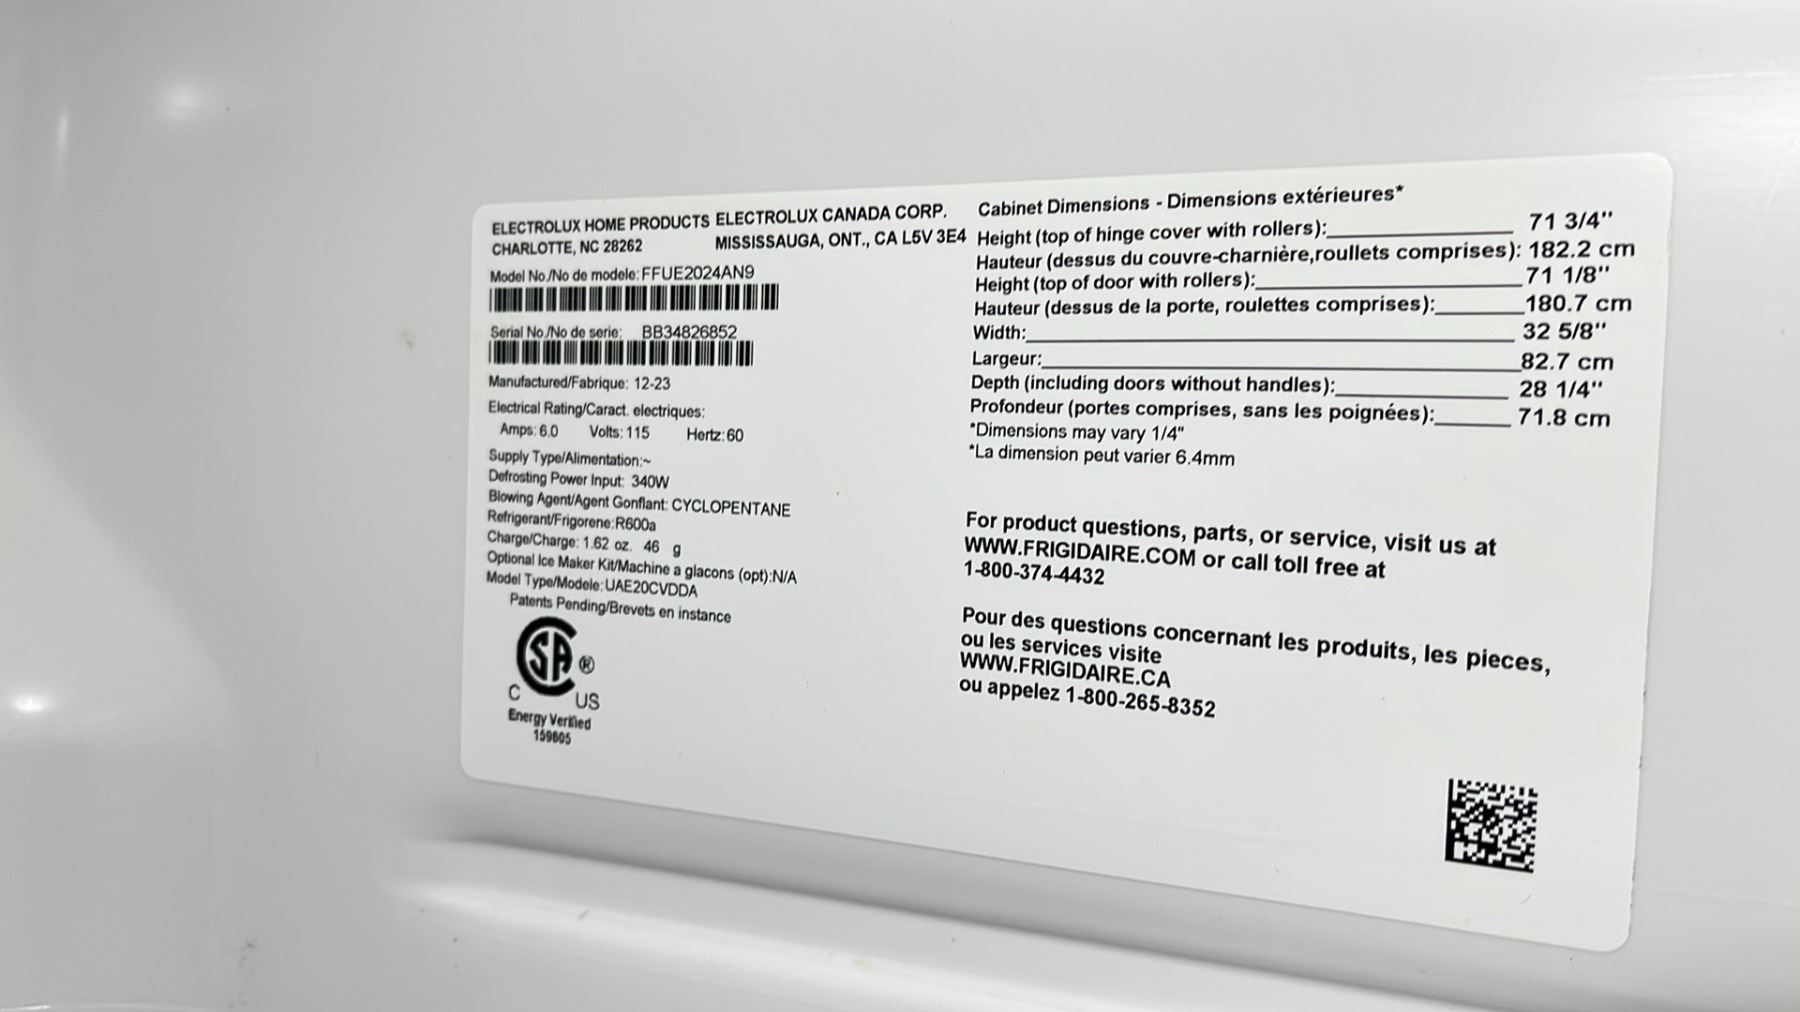 ELECTROLUX HOME PRODUCTS ELECTROLUX CANADA CORP.
CHARLOTTE, NC 28262 MISSISSAUGA, ONT., CA L5V 3E4
Model No./No de modele: FFUE2024AN9
Serial No./No de serie: BB34826852
Manufactured/Fabrique: 12-23
Electrical Rating/Caract. electriques:
Amps: 6.0 Volts: 115 Hertz: 60
Supply Type/Alimentation:~
Defrosting Power Input: 340W
Blowing Agent/Agent Gonflant: CYCLOPENTANE
Refrigerant/Frigorene: R600a
Charge/Charge: 1.62 oz. 46 g
Optional Ice Maker Kit/Machine a glacons (opt): N/A
Model Type/Modele: UAE20CVDDA
Patents Pending/Brevets en instance
SA ®
C US
Energy Verified
159605
Cabinet Dimensions - Dimensions extérieures*
Height (top of hinge cover with rollers): 71 3/4"
Hauteur (dessus du couvre-charnière,roullets comprises): 182.2 cm
Height (top of door with rollers): 71 1/8"
Hauteur (dessus de la porte, roulettes comprises): 180.7 cm
Width: 32 5/8"
Largeur: 82.7 cm
Depth (including doors without handles): 28 1/4"
Profondeur (portes comprises, sans les poignées): 71.8 cm
*Dimensions may vary 1/4"
*La dimension peut varier 6.4mm
For product questions, parts, or service, visit us at
WWW.FRIGIDAIRE.COM or call toll free at
1-800-374-4432
Pour des questions concernant les produits, les pieces,
ou les services visite
WWW.FRIGIDAIRE.CA
ou appelez 1-800-265-8352